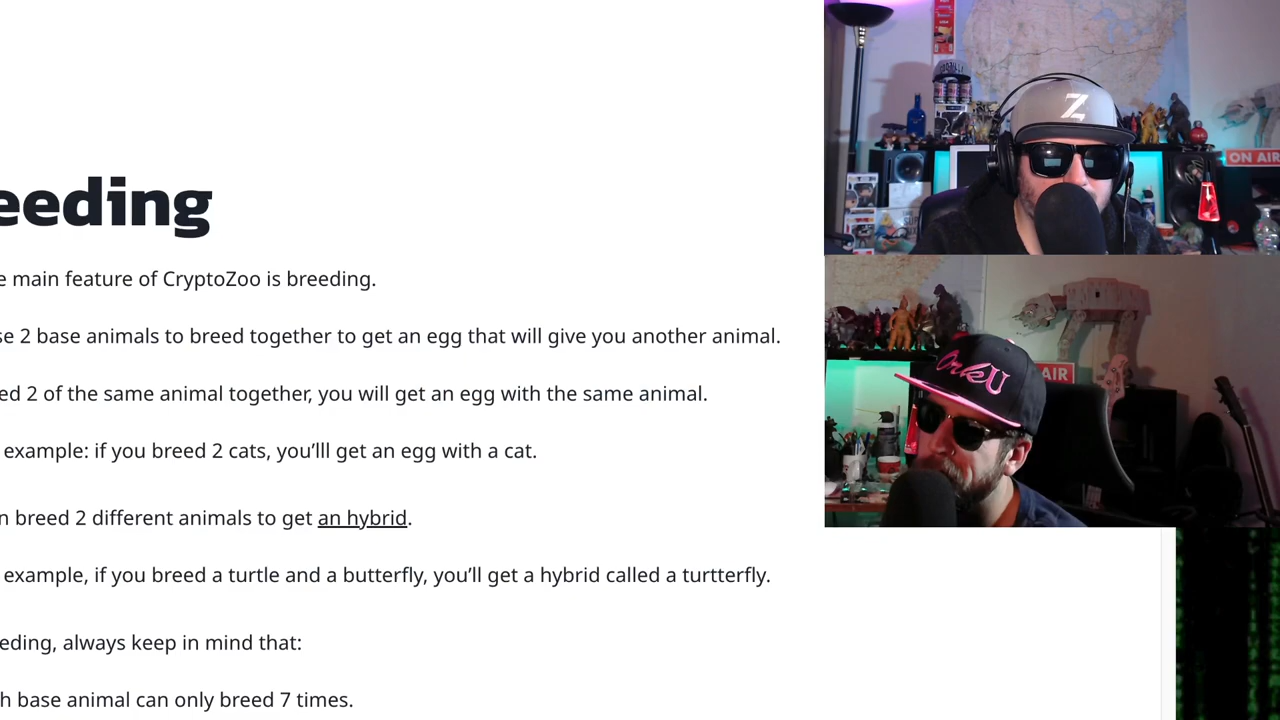 eeding
e main feature of CryptoZoo is breeding.
se 2 base animals to breed together to get an egg that will give you another animal.
ed 2 of the same animal together, you will get an egg with the same animal.
example: if you breed 2 cats, you’lll get an egg with a cat.
n breed 2 different animals to get an hybrid.
example, if you breed a turtle and a butterfly, you’ll get a hybrid called a turtterfly.
eding, always keep in mind that:
h base animal can only breed 7 times.
Z
ON AIR
OrkU
AIR